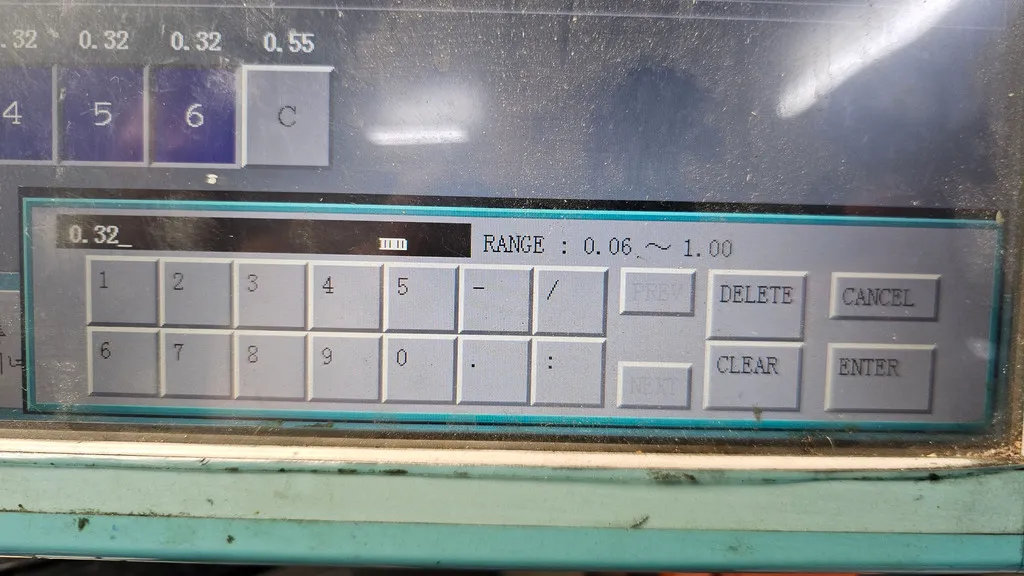 .32 0.32 0.32 0.55
4 5 6 C
0.32_ RANGE : 0.06 ~ 1.00
1 2 3 4 5 - / PREV DELETE CANCEL
6 7 8 9 0 . : NEXT CLEAR ENTER